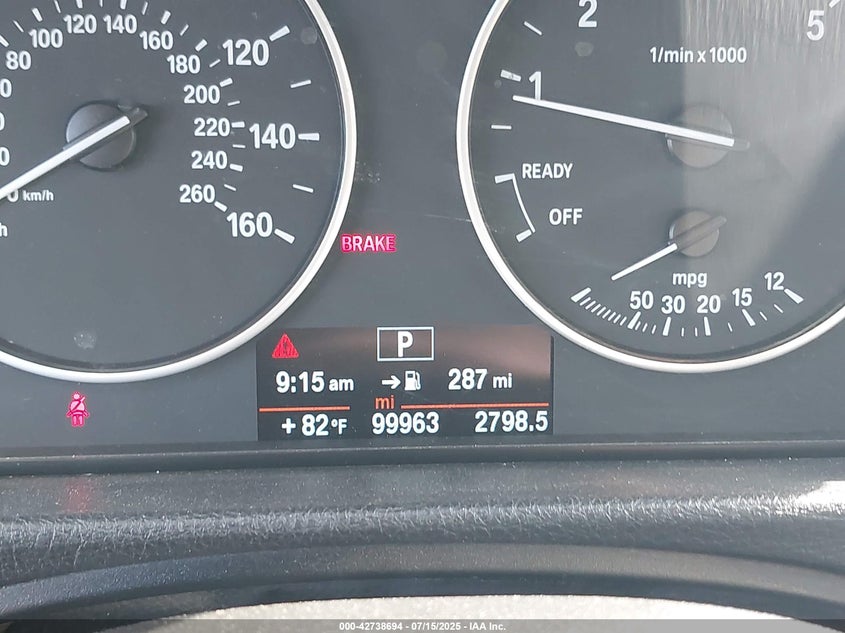 80 100 120 140 160 180 200 220 240 260
120 140 160
km/h
BRAKE
1 2 5
1/min x 1000
READY
OFF
mpg
50 30 20 15 12
P
9:15 am → 287 mi
mi
+ 82 °F 99963 2798.5
000-42738694 - 07/15/2025 - IAA Inc.